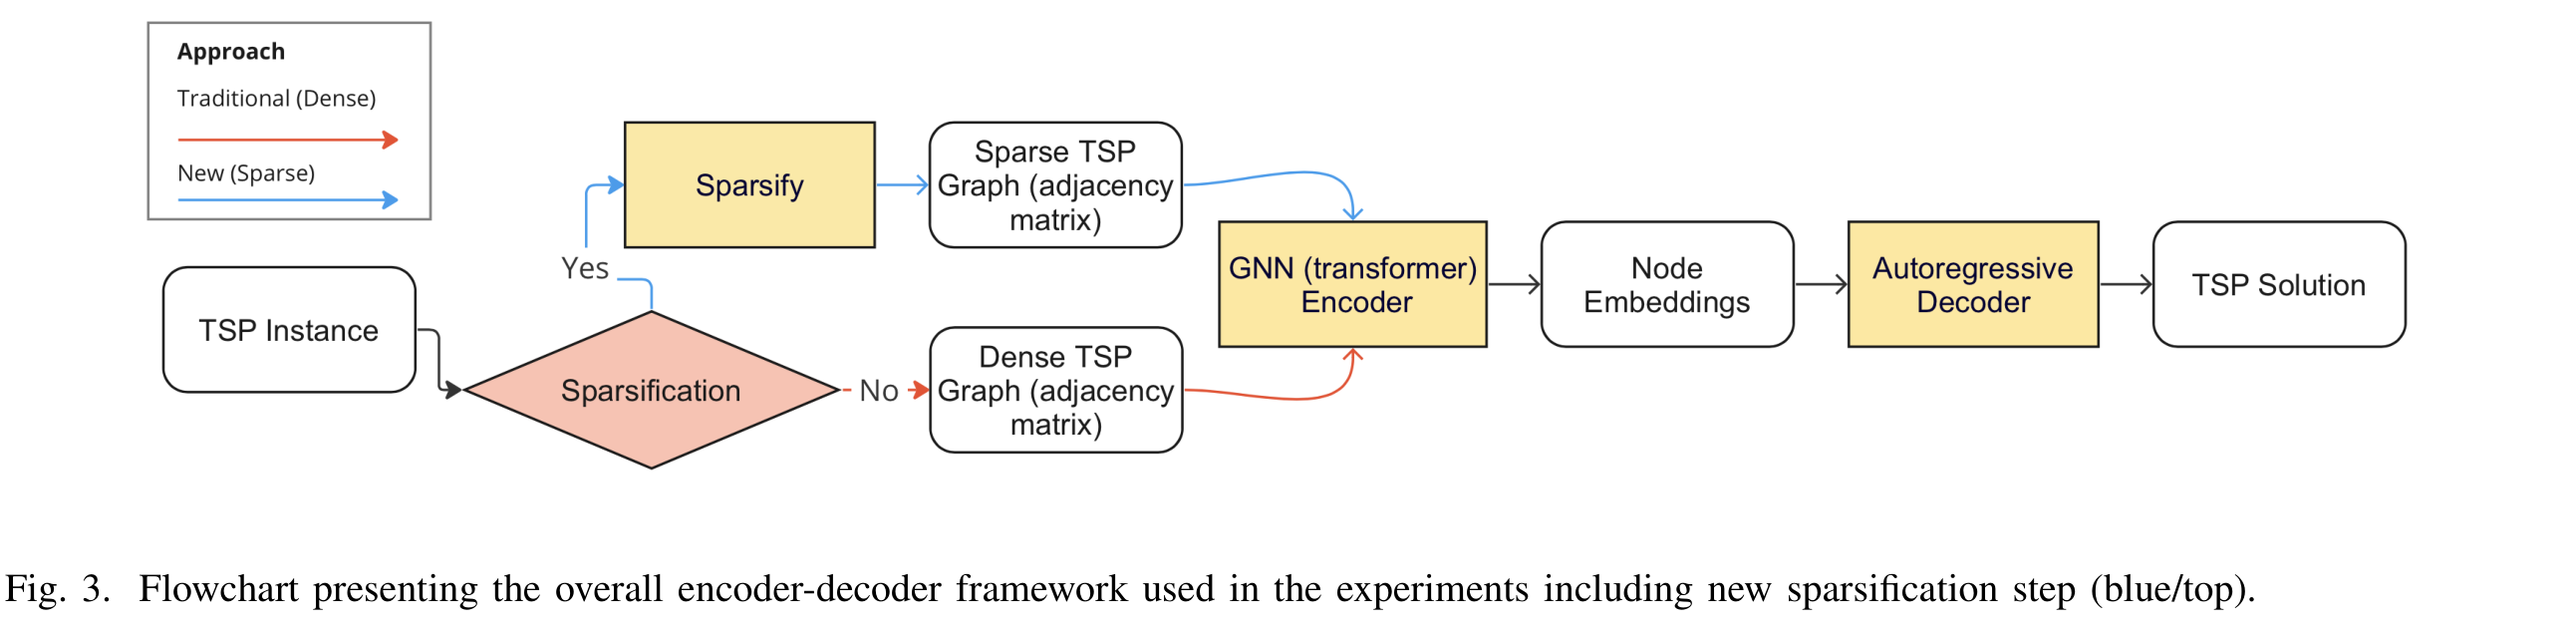 Approach
Traditional (Dense)
New (Sparse)
TSP Instance
Sparsification
Yes
No
Sparsify
Sparse TSP
Graph (adjacency
matrix)
Dense TSP
Graph (adjacency
matrix)
GNN (transformer)
Encoder
Node
Embeddings
Autoregressive
Decoder
TSP Solution
Fig. 3. Flowchart presenting the overall encoder-decoder framework used in the experiments including new sparsification step (blue/top).